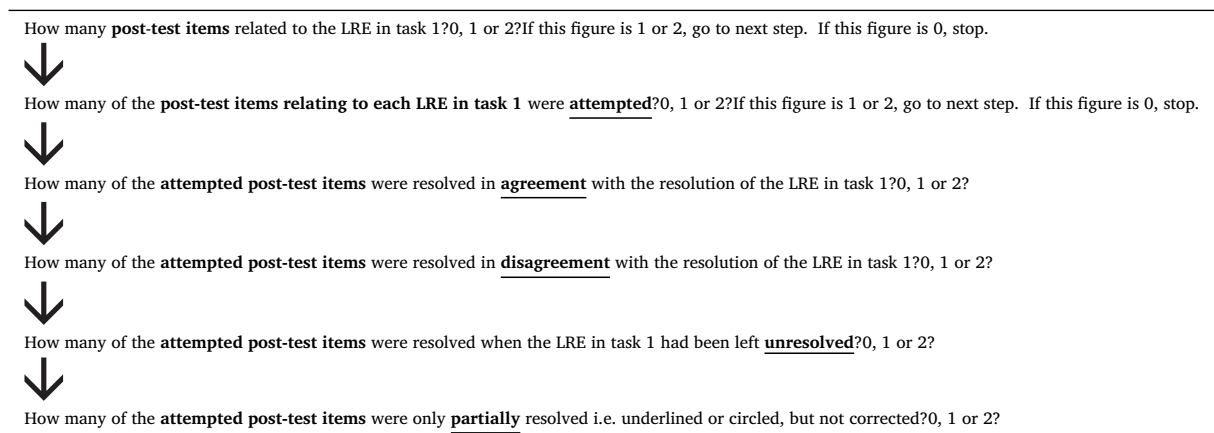 How many post-test items related to the LRE in task 1?0, 1 or 2?If this figure is 1 or 2, go to next step. If this figure is 0, stop.
How many of the post-test items relating to each LRE in task 1 were attempted?0, 1 or 2?If this figure is 1 or 2, go to next step. If this figure is 0, stop.
How many of the attempted post-test items were resolved in agreement with the resolution of the LRE in task 1?0, 1 or 2?
How many of the attempted post-test items were resolved in disagreement with the resolution of the LRE in task 1?0, 1 or 2?
How many of the attempted post-test items were resolved when the LRE in task 1 had been left unresolved?0, 1 or 2?
How many of the attempted post-test items were only partially resolved i.e. underlined or circled, but not corrected?0, 1 or 2?